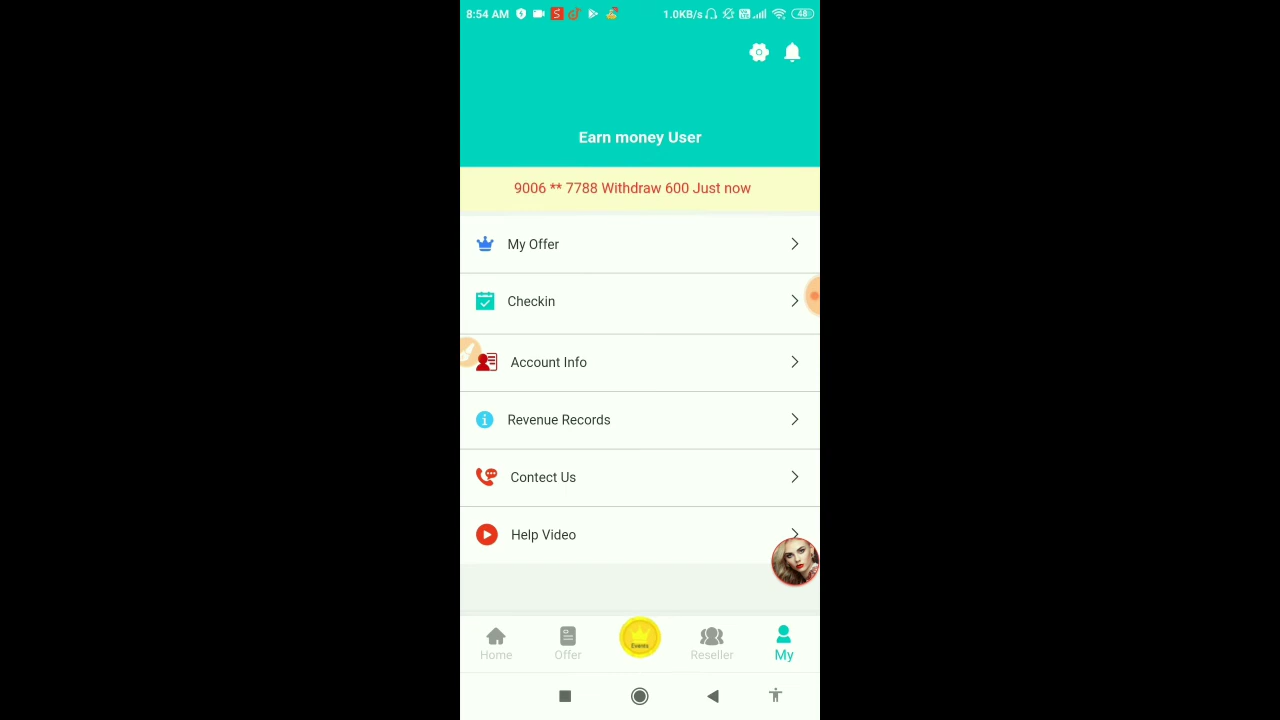 8:54 AM 1.0KB/s 48
Earn money User
9006 ** 7788 Withdraw 600 Just now
My Offer
Checkin
Account Info
Revenue Records
Contect Us
Help Video
Events
Home Offer Reseller My